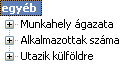 egyéb
Munkahely ágazata
Alkalmazottak száma
Utazik külföldre